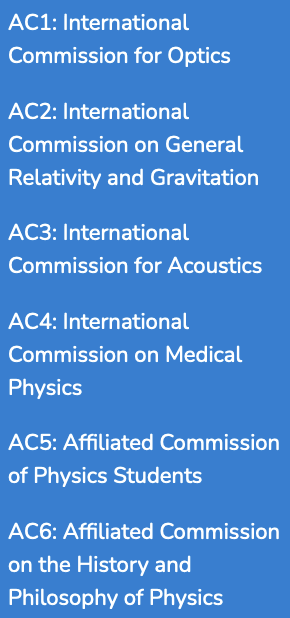 AC1: International
Commission for Optics
AC2: International
Commission on General
Relativity and Gravitation
AC3: International
Commission for Acoustics
AC4: International
Commission on Medical
Physics
AC5: Affiliated Commission
of Physics Students
AC6: Affiliated Commission
on the History and
Philosophy of Physics